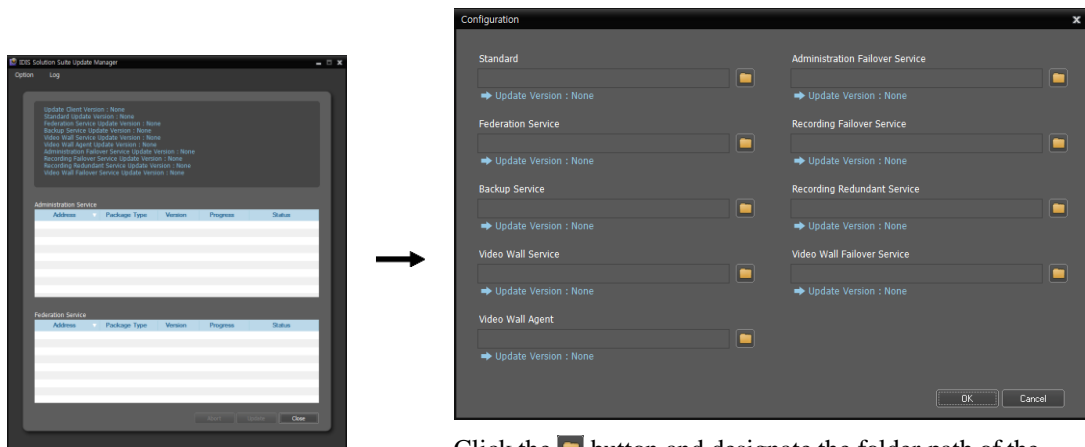 IDIS Solution Suite Update Manager
Option Log
Update Client Version : None
Standard Update Version : None
Federation Service Update Version : None
Backup Service Update Version : None
Video Wall Service Update Version : None
Video Wall Agent Update Version : None
Administration Failover Service Update Version : None
Recording Failover Service Update Version : None
Recording Redundant Service Update Version : None
Video Wall Failover Service Update Version : None
Administration Service
Address Package Type Version Progress Status
Federation Service
Address Package Type Version Progress Status
Abort Update Close
Configuration
Standard
Update Version : None
Federation Service
Update Version : None
Backup Service
Update Version : None
Video Wall Service
Update Version : None
Video Wall Agent
Update Version : None
Administration Failover Service
Update Version : None
Recording Failover Service
Update Version : None
Recording Redundant Service
Update Version : None
Video Wall Failover Service
Update Version : None
OK Cancel
Click the button and designate the folder path of the